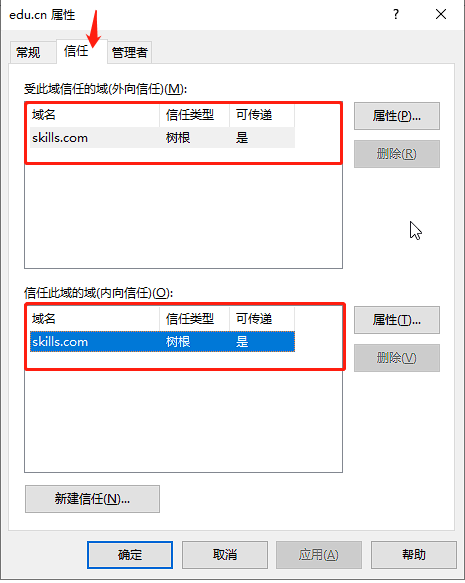 edu.cn 属性
常规 信任 管理者
受此域信任的域(外向信任)(M):
域名 信任类型 可传递
skills.com 树根 是
属性(P)...
删除(R)
信任此域的域(内向信任)(O):
域名 信任类型 可传递
skills.com 树根 是
属性(T)...
删除(V)
新建信任(N)...
确定 取消 应用(A) 帮助